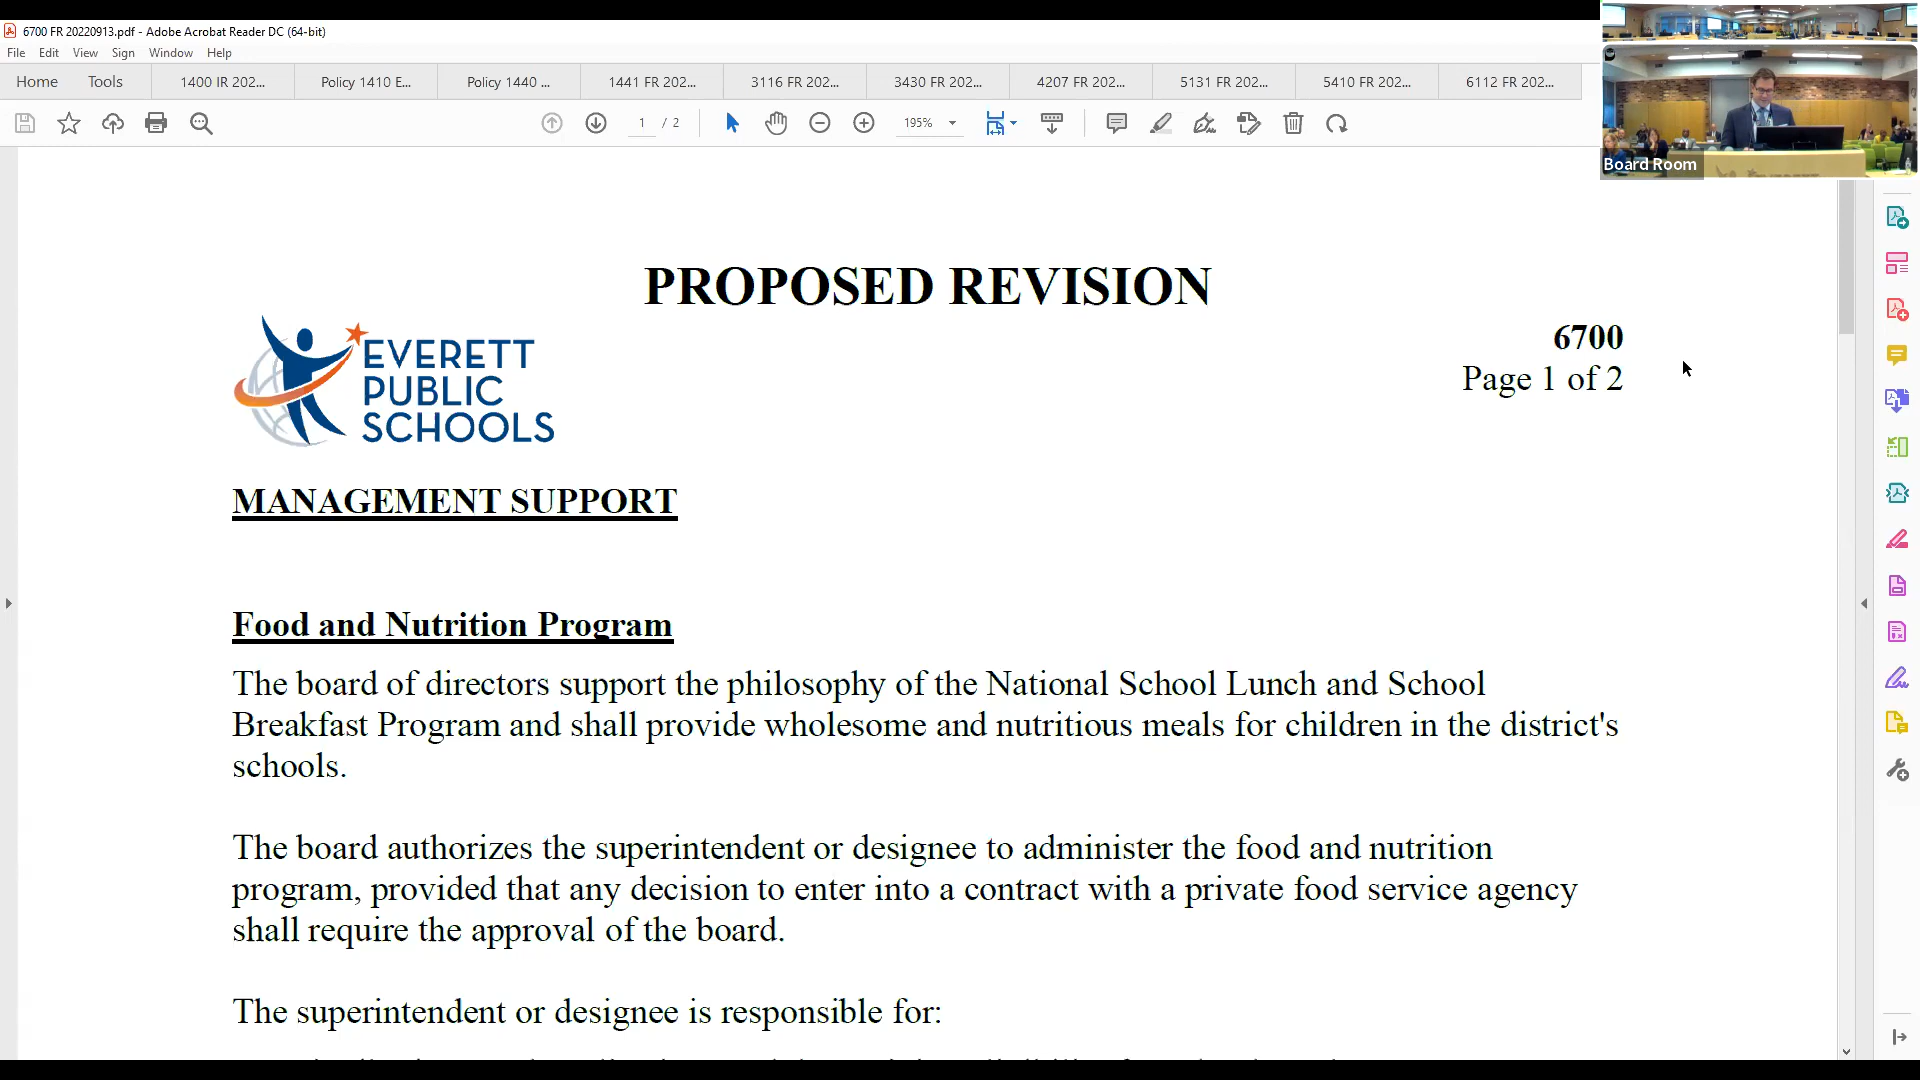 6700 FR 20220913.pdf - Adobe Acrobat Reader DC (64-bit)
File Edit View Sign Window Help
Home Tools 1400 IR 202... Policy 1410 E... Policy 1440 ... 1441 FR 202... 3116 FR 202... 3430 FR 202... 4207 FR 202... 5131 FR 202... 5410 FR 202... 6112 FR 202...
1 / 2 195%
Board Room
PROPOSED REVISION
EVERETT
PUBLIC
SCHOOLS
6700
Page 1 of 2
MANAGEMENT SUPPORT
Food and Nutrition Program
The board of directors support the philosophy of the National School Lunch and School
Breakfast Program and shall provide wholesome and nutritious meals for children in the district's
schools.
The board authorizes the superintendent or designee to administer the food and nutrition
program, provided that any decision to enter into a contract with a private food service agency
shall require the approval of the board.
The superintendent or designee is responsible for: